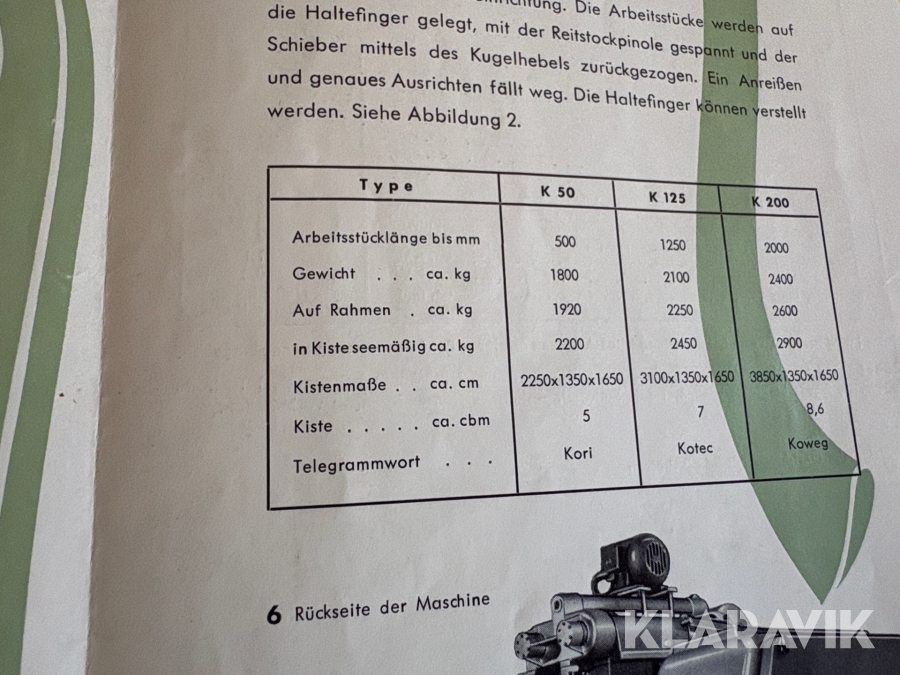 Die Arbeitsstücke werden auf
die Haltefinger gelegt, mit der Reitstockpinole gespannt und der
Schieber mittels des Kugelhebels zurückgezogen. Ein Anreißen
und genaues Ausrichten fällt weg. Die Haltefinger können verstellt
werden. Siehe Abbildung 2.
Type K 50 K 125 K 200
Arbeitsstücklänge bis mm 500 1250 2000
Gewicht . . . ca. kg 1800 2100 2400
Auf Rahmen . ca. kg 1920 2250 2600
in Kiste seemäßig ca. kg 2200 2450 2900
Kistenmaße . . ca. cm 2250x1350x1650 3100x1350x1650 3850x1350x1650
Kiste . . . . . ca. cbm 5 7 8,6
Telegrammwort . . . Kori Kotec Koweg
6 Rückseite der Maschine
KLARAVIK